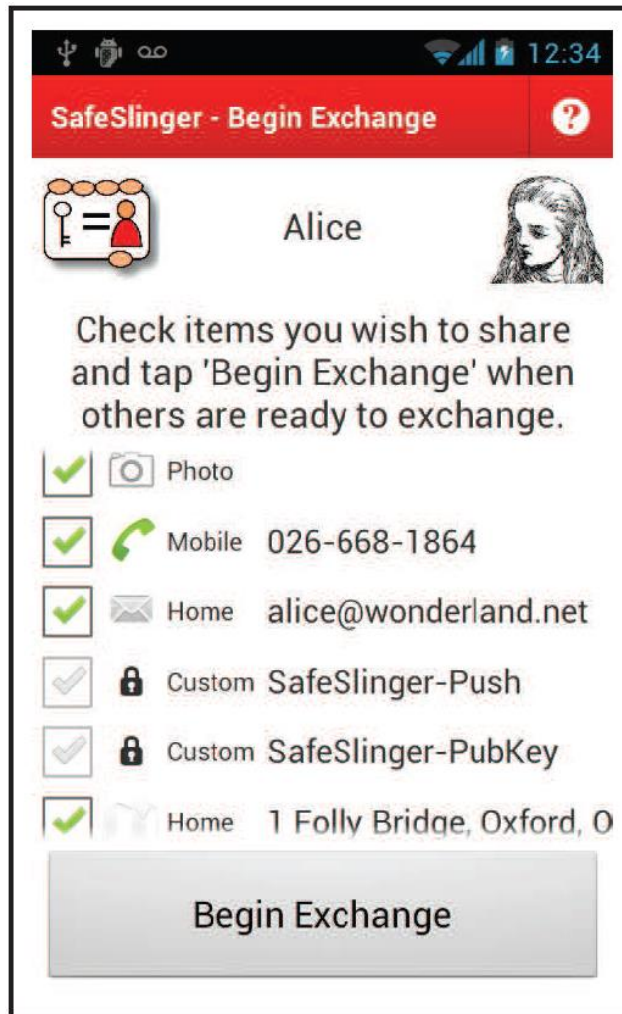 12:34
SafeSlinger - Begin Exchange ?
=
Alice
Check items you wish to share
and tap 'Begin Exchange' when
others are ready to exchange.
Photo
Mobile 026-668-1864
Home alice@wonderland.net
Custom SafeSlinger-Push
Custom SafeSlinger-PubKey
Home 1 Folly Bridge, Oxford, O
Begin Exchange